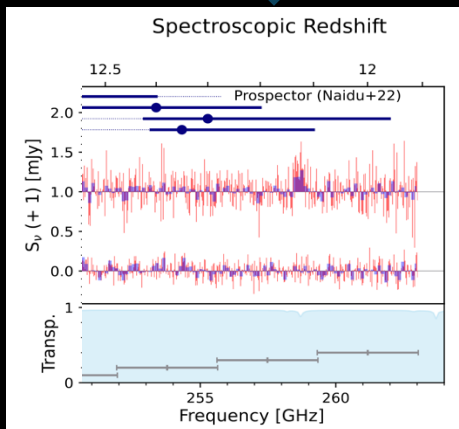 Spectroscopic Redshift
12.5 12
Prospector (Naidu+22)
2.0
1.5
1.0
0.5
0.0
Sν (+ 1) [mJy]
1
0
Transp.
255 260
Frequency [GHz]